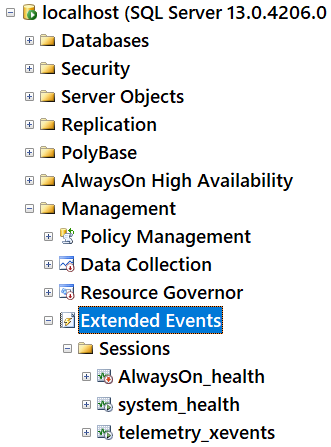 localhost (SQL Server 13.0.4206.0
Databases
Security
Server Objects
Replication
PolyBase
AlwaysOn High Availability
Management
Policy Management
Data Collection
Resource Governor
Extended Events
Sessions
AlwaysOn_health
system_health
telemetry_xevents